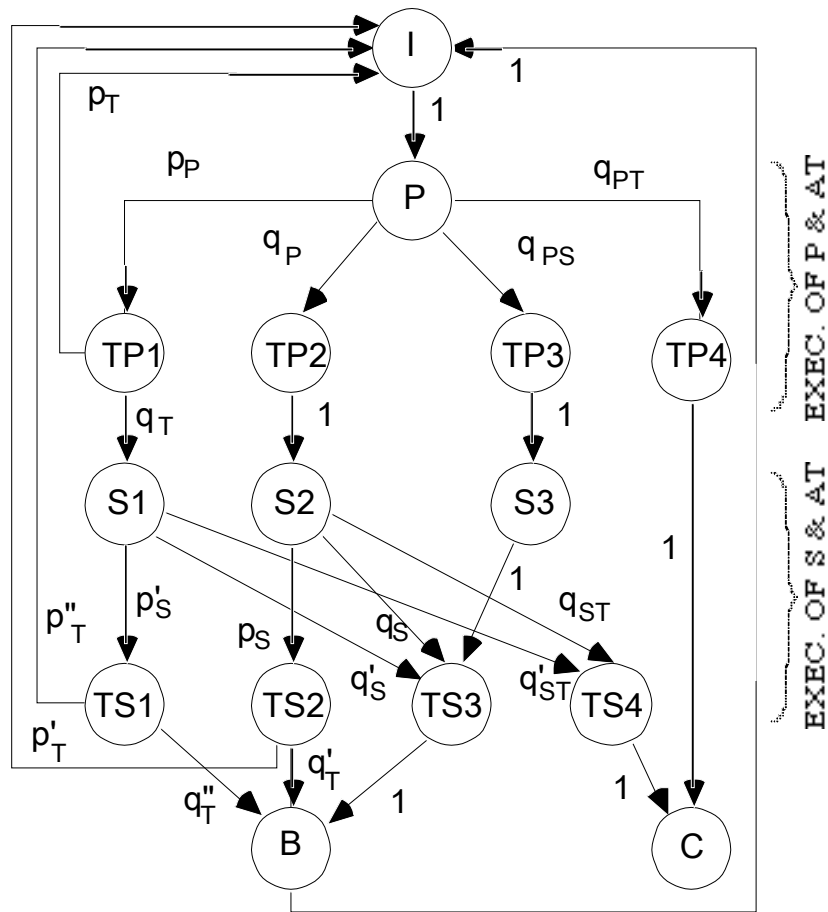 I
1
1
p_T
p_P
P
q_PT
q_P
q_PS
TP1
TP2
TP3
TP4
EXEC. OF P & AT
q_T
1
1
S1
S2
S3
1
1
p"_T
p'_S
p_S
q_S
q'_S
q_ST
q'_ST
EXEC. OF S & AT
TS1
TS2
TS3
TS4
p'_T
q'_T
q"_T
1
1
B
C